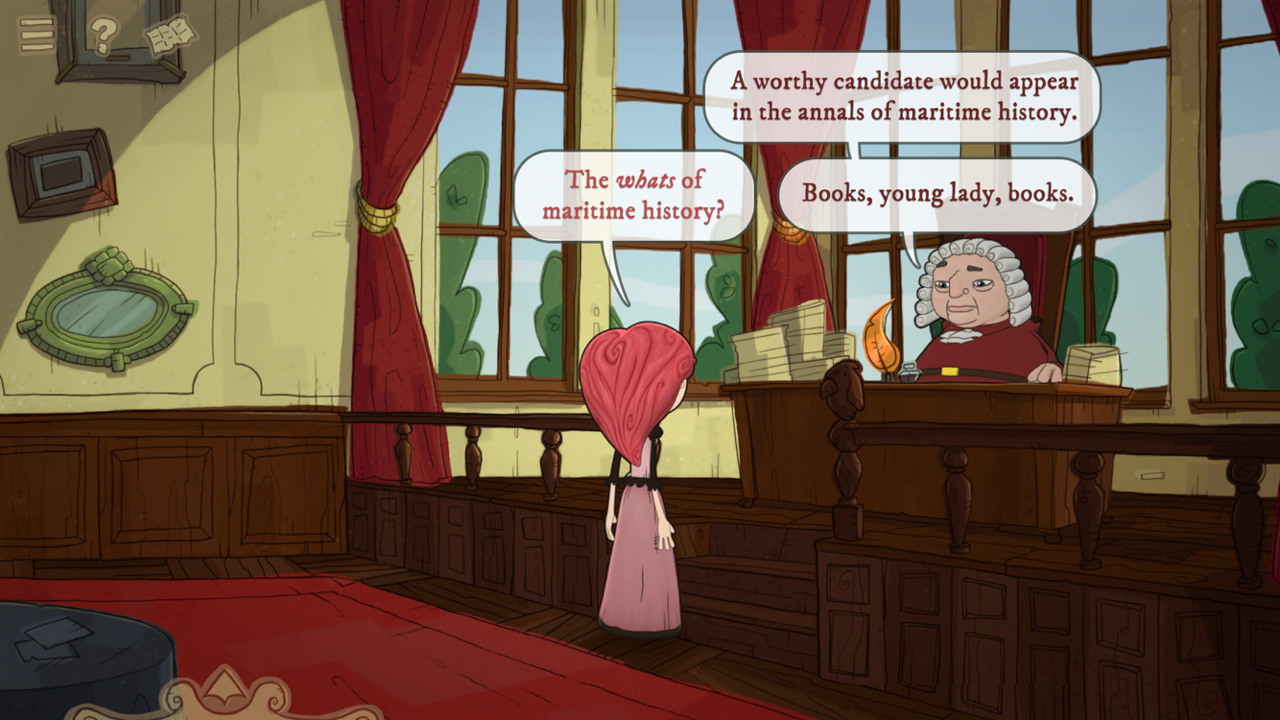 A worthy candidate would appear
in the annals of maritime history.
The whats of
maritime history?
Books, young lady, books.